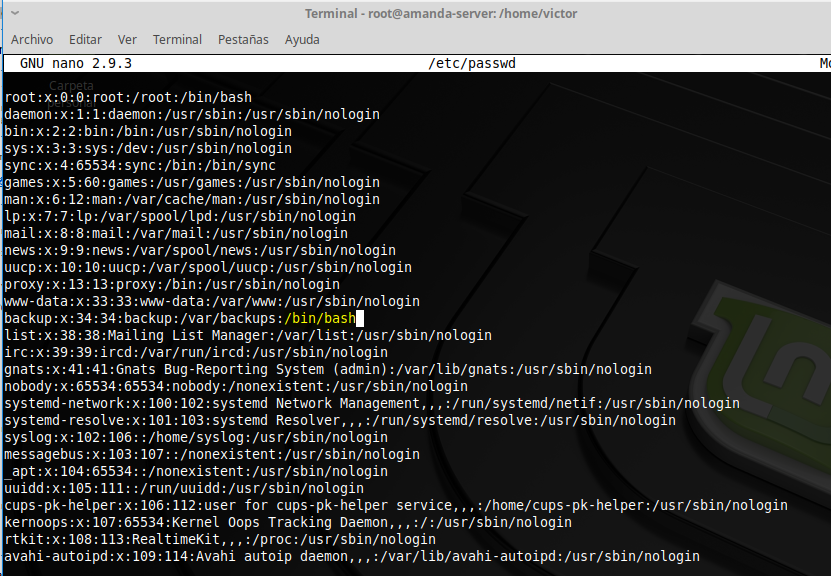 Terminal - root@amanda-server: /home/victor
Archivo Editar Ver Terminal Pestañas Ayuda
GNU nano 2.9.3 /etc/passwd
Carpeta
personal
root:x:0:0:root:/root:/bin/bash
daemon:x:1:1:daemon:/usr/sbin:/usr/sbin/nologin
bin:x:2:2:bin:/bin:/usr/sbin/nologin
sys:x:3:3:sys:/dev:/usr/sbin/nologin
sync:x:4:65534:sync:/bin:/bin/sync
games:x:5:60:games:/usr/games:/usr/sbin/nologin
man:x:6:12:man:/var/cache/man:/usr/sbin/nologin
lp:x:7:7:lp:/var/spool/lpd:/usr/sbin/nologin
mail:x:8:8:mail:/var/mail:/usr/sbin/nologin
news:x:9:9:news:/var/spool/news:/usr/sbin/nologin
uucp:x:10:10:uucp:/var/spool/uucp:/usr/sbin/nologin
proxy:x:13:13:proxy:/bin:/usr/sbin/nologin
www-data:x:33:33:www-data:/var/www:/usr/sbin/nologin
backup:x:34:34:backup:/var/backups:/bin/bash
list:x:38:38:Mailing List Manager:/var/list:/usr/sbin/nologin
irc:x:39:39:ircd:/var/run/ircd:/usr/sbin/nologin
gnats:x:41:41:Gnats Bug-Reporting System (admin):/var/lib/gnats:/usr/sbin/nologin
nobody:x:65534:65534:nobody:/nonexistent:/usr/sbin/nologin
systemd-network:x:100:102:systemd Network Management,,,:/run/systemd/netif:/usr/sbin/nologin
systemd-resolve:x:101:103:systemd Resolver,,,:/run/systemd/resolve:/usr/sbin/nologin
syslog:x:102:106::/home/syslog:/usr/sbin/nologin
messagebus:x:103:107::/nonexistent:/usr/sbin/nologin
_apt:x:104:65534::/nonexistent:/usr/sbin/nologin
uuidd:x:105:111::/run/uuidd:/usr/sbin/nologin
cups-pk-helper:x:106:112:user for cups-pk-helper service,,,:/home/cups-pk-helper:/usr/sbin/nologin
kernoops:x:107:65534:Kernel Oops Tracking Daemon,,,:/:/usr/sbin/nologin
rtkit:x:108:113:RealtimeKit,,,:/proc:/usr/sbin/nologin
avahi-autoipd:x:109:114:Avahi autoip daemon,,,:/var/lib/avahi-autoipd:/usr/sbin/nologin